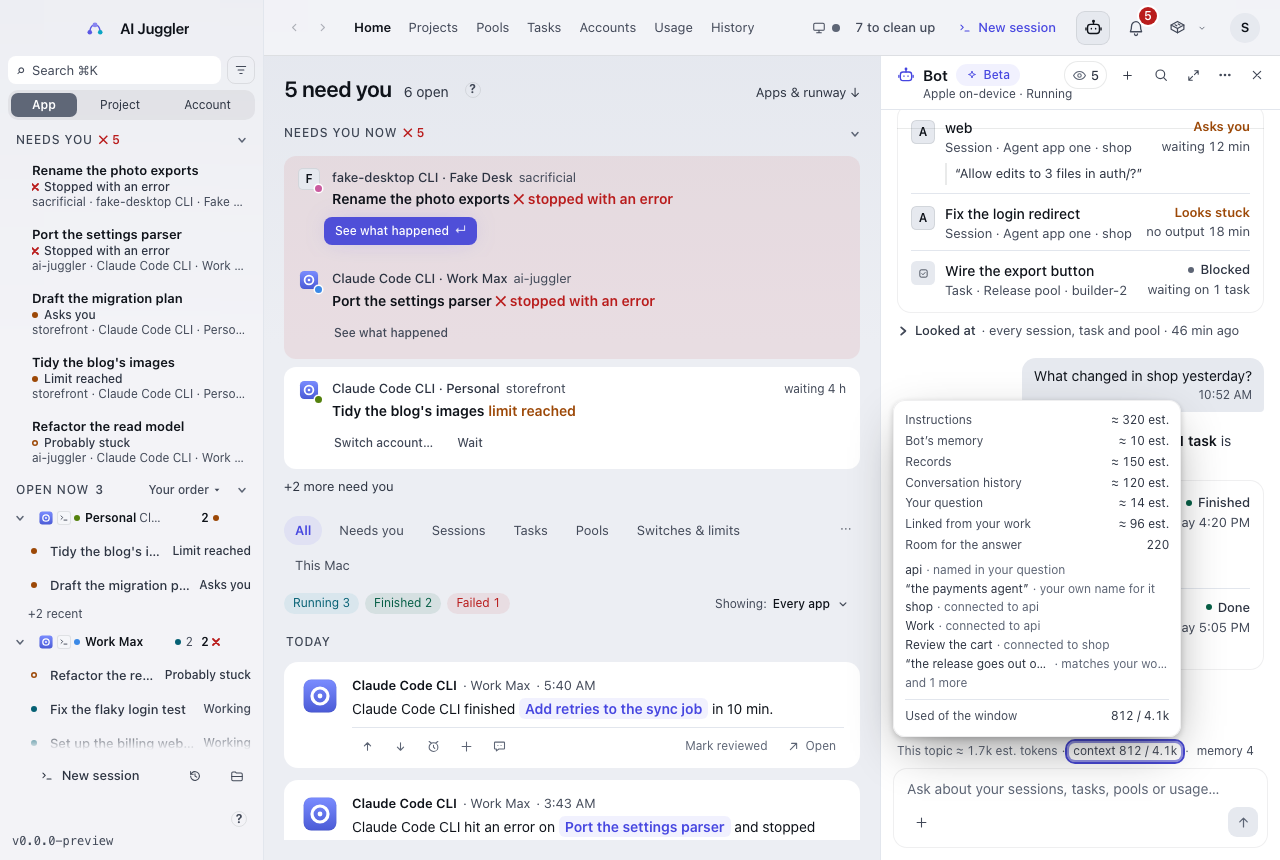 AI Juggler
Search ⌘K
App Project Account
NEEDS YOU 5
Rename the photo exports
Stopped with an error
sacrificial · fake-desktop CLI · Fake ...
Port the settings parser
Stopped with an error
ai-juggler · Claude Code CLI · Work ...
Draft the migration plan
Asks you
storefront · Claude Code CLI · Perso...
Tidy the blog's images
Limit reached
storefront · Claude Code CLI · Perso...
Refactor the read model
Probably stuck
ai-juggler · Claude Code CLI · Work ...
OPEN NOW 3 Your order
Personal Cl... 2
Tidy the blog's i... Limit reached
Draft the migration p... Asks you
+2 recent
Work Max 2 2
Refactor the re... Probably stuck
Fix the flaky login test Working
Set up the billing web... Working
New session
?
v0.0.0-preview
Home Projects Pools Tasks Accounts Usage History
7 to clean up New session 5 S
5 need you 6 open ? Apps & runway ↓
NEEDS YOU NOW 5
F fake-desktop CLI · Fake Desk sacrificial
Rename the photo exports stopped with an error
See what happened
Claude Code CLI · Work Max ai-juggler
Port the settings parser stopped with an error
See what happened
Claude Code CLI · Personal storefront waiting 4 h
Tidy the blog's images limit reached
Switch account... Wait
+2 more need you
All Needs you Sessions Tasks Pools Switches & limits ...
This Mac
Running 3 Finished 2 Failed 1 Showing: Every app
TODAY
Claude Code CLI · Work Max · 5:40 AM
Claude Code CLI finished Add retries to the sync job in 10 min.
Mark reviewed Open
Claude Code CLI · Work Max · 3:43 AM
Claude Code CLI hit an error on Port the settings parser and stopped
Bot Beta 5
Apple on-device · Running
A web Asks you
Session · Agent app one · shop waiting 12 min
“Allow edits to 3 files in auth/?”
A Fix the login redirect Looks stuck
Session · Agent app one · shop no output 18 min
Wire the export button Blocked
Task · Release pool · builder-2 waiting on 1 task
Looked at · every session, task and pool · 46 min ago
What changed in shop yesterday?
10:52 AM
task is
Finished
ay 4:20 PM
Done
ay 5:05 PM
Instructions ≈ 320 est.
Bot's memory ≈ 10 est.
Records ≈ 150 est.
Conversation history ≈ 120 est.
Your question ≈ 14 est.
Linked from your work ≈ 96 est.
Room for the answer 220
api · named in your question
“the payments agent” · your own name for it
shop · connected to api
Work · connected to api
Review the cart · connected to shop
“the release goes out o... · matches your wo...
and 1 more
Used of the window 812 / 4.1k
This topic ≈ 1.7k est. tokens · context 812 / 4.1k · memory 4
Ask about your sessions, tasks, pools or usage...